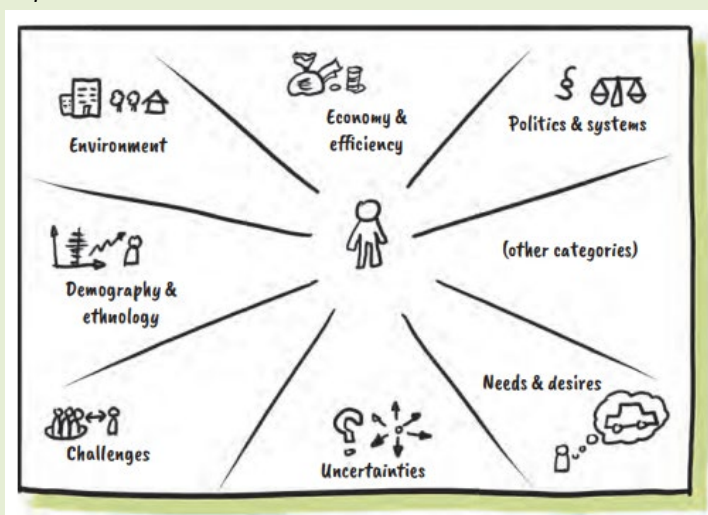 Environment
Economy &
efficiency
Politics & systems
Demography &
ethnology
(other categories)
Challenges
Uncertainties
Needs & desires